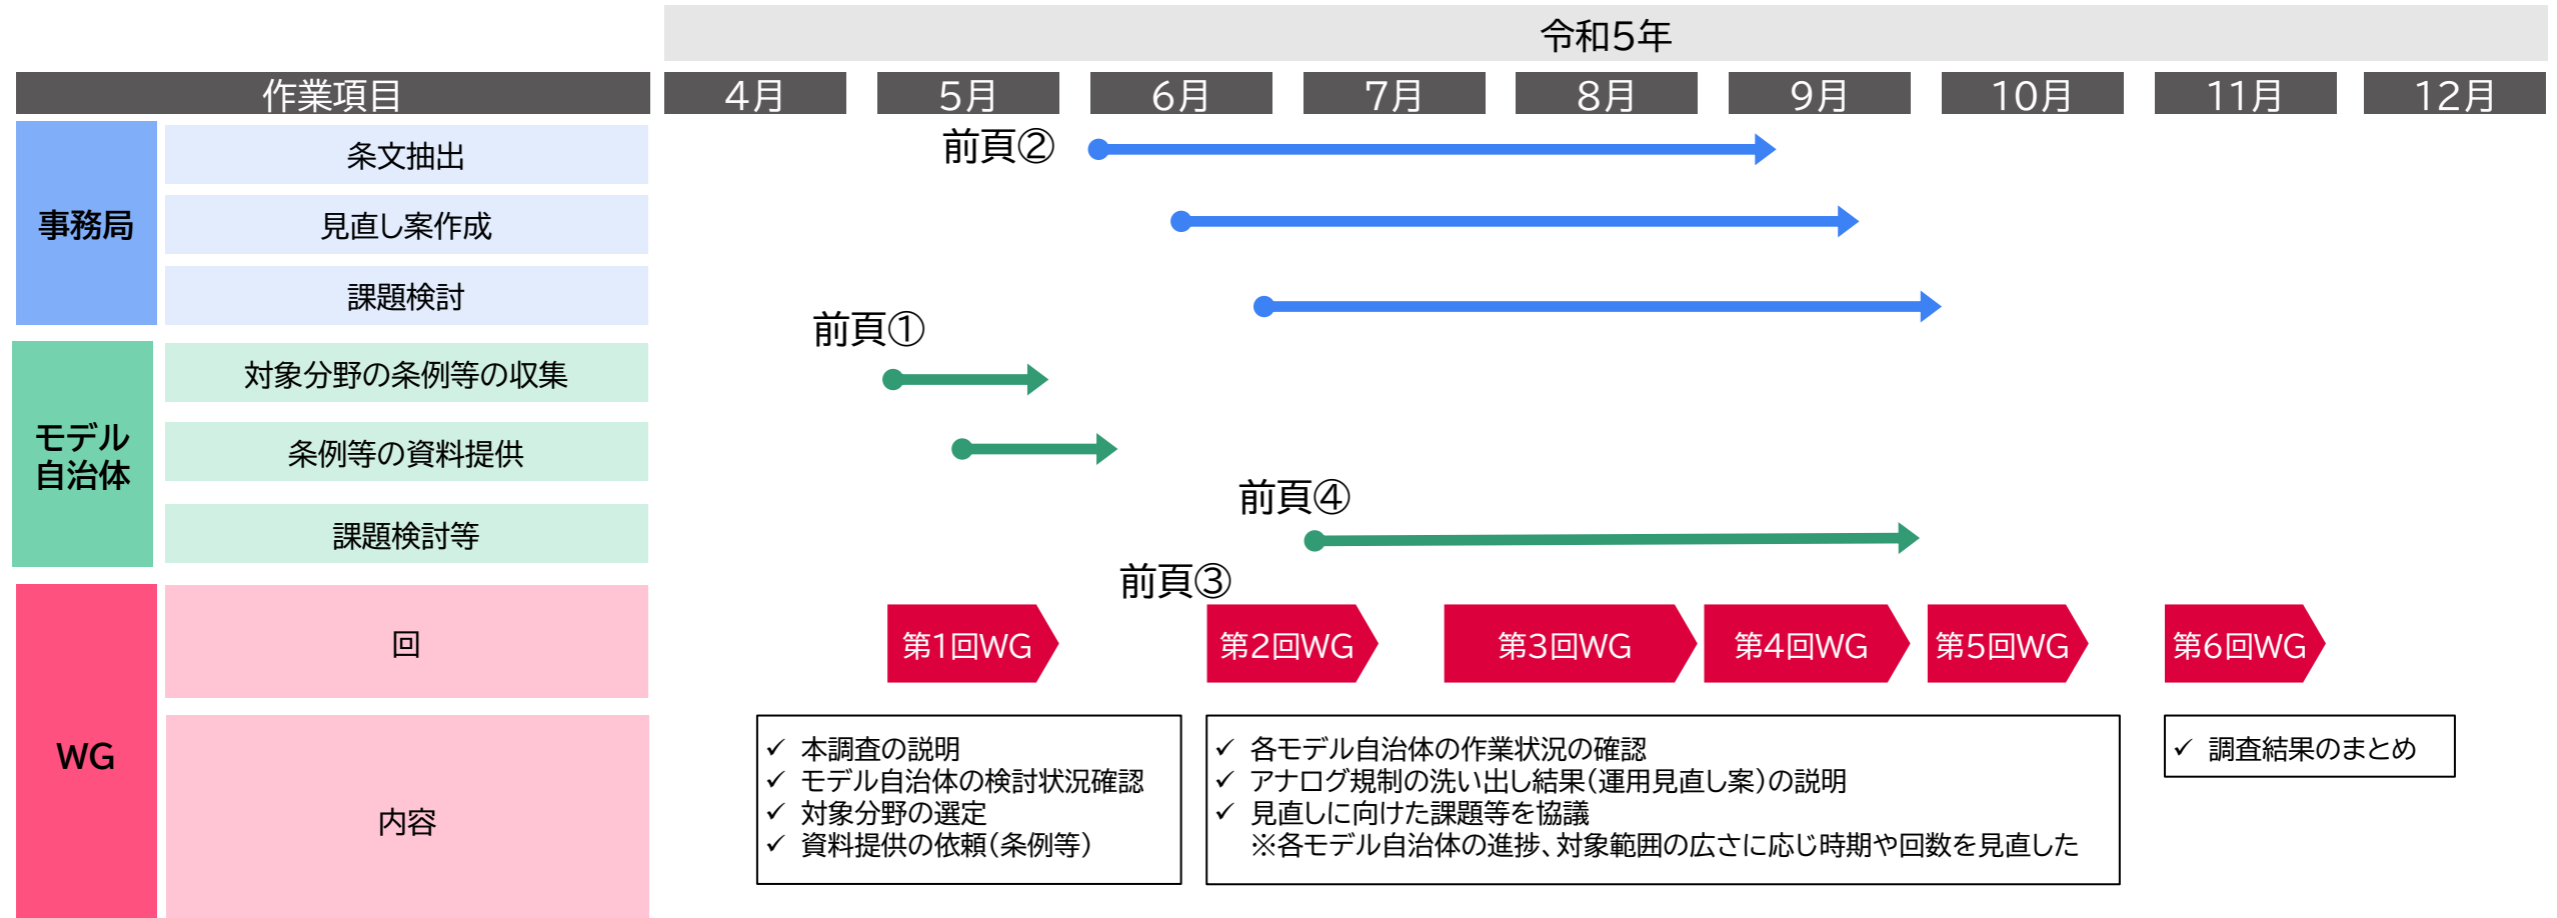 令和5年
作業項目
4月
5月
6月
7月
8月
9月
10月
11月
12月
事務局
条文抽出
前頁②
見直し案作成
課題検討
前頁①
モデル
自治体
対象分野の条例等の収集
条例等の資料提供
前頁④
課題検討等
前頁③
WG
回
第1回WG
第2回WG
第3回WG
第4回WG
第5回WG
第6回WG
内容
✓ 本調査の説明
✓ モデル自治体の検討状況確認
✓ 対象分野の選定
✓ 資料提供の依頼(条例等)
✓ 各モデル自治体の作業状況の確認
✓ アナログ規制の洗い出し結果(運用見直し案)の説明
✓ 見直しに向けた課題等を協議
※各モデル自治体の進捗、対象範囲の広さに応じ時期や回数を見直した
✓ 調査結果のまとめ